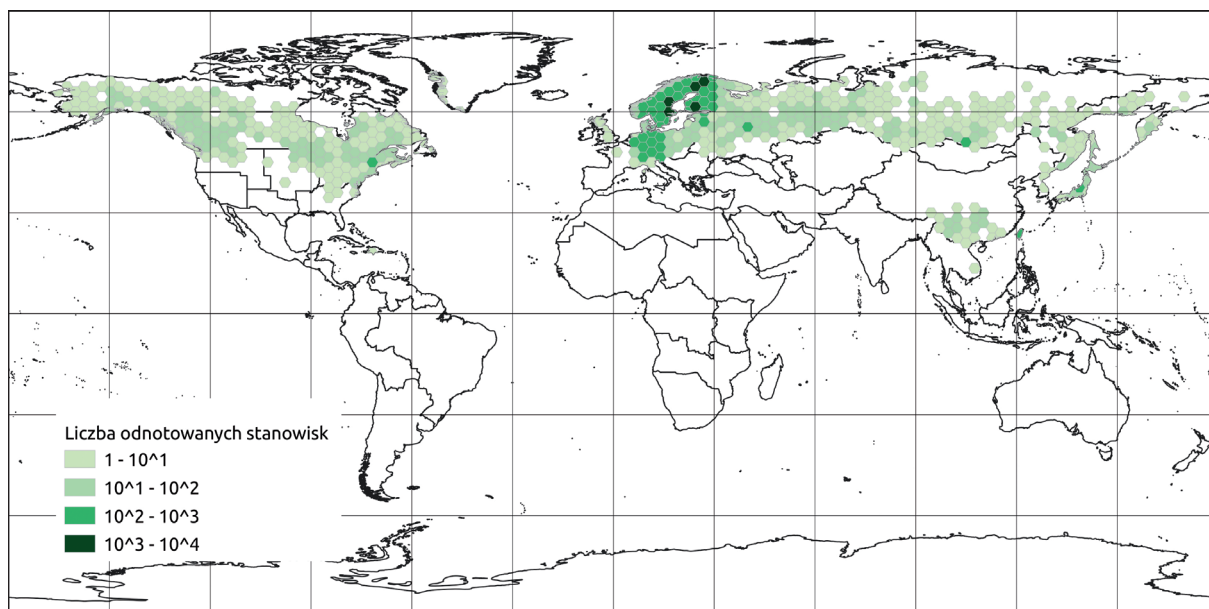 Liczba odnotowanych stanowisk
1 - 10^1
10^1 - 10^2
10^2 - 10^3
10^3 - 10^4